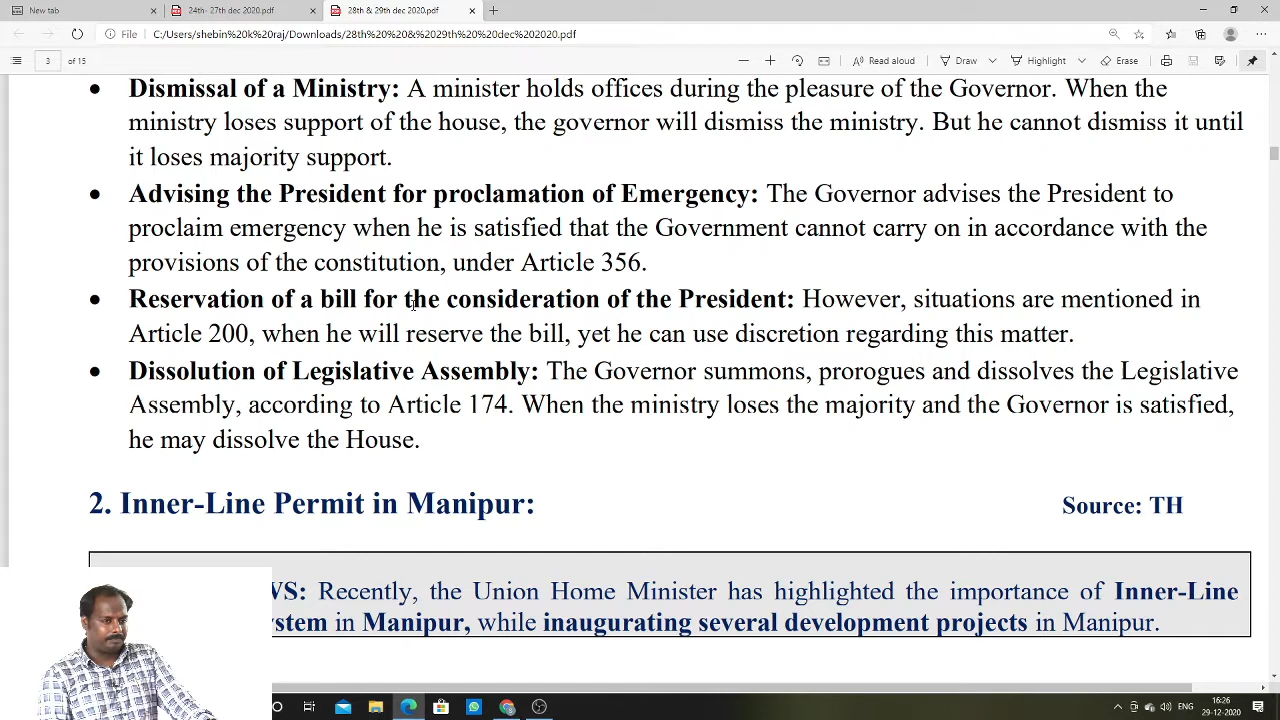 New tab
24th- 27th dec 2020.pdf
28th & 29th dec 2020.pdf
File
C:/Users/shebin%20k%20raj/Downloads/28th%20%20&%2029th%20%20dec%202020.pdf
3 of 15
Read aloud
Draw
Highlight
Erase
• Dismissal of a Ministry: A minister holds offices during the pleasure of the Governor. When the
ministry loses support of the house, the governor will dismiss the ministry. But he cannot dismiss it until
it loses majority support.
• Advising the President for proclamation of Emergency: The Governor advises the President to
proclaim emergency when he is satisfied that the Government cannot carry on in accordance with the
provisions of the constitution, under Article 356.
• Reservation of a bill for the consideration of the President: However, situations are mentioned in
Article 200, when he will reserve the bill, yet he can use discretion regarding this matter.
• Dissolution of Legislative Assembly: The Governor summons, prorogues and dissolves the Legislative
Assembly, according to Article 174. When the ministry loses the majority and the Governor is satisfied,
he may dissolve the House.
2. Inner-Line Permit in Manipur:
Source: TH
WS: Recently, the Union Home Minister has highlighted the importance of Inner-Line
stem in Manipur, while inaugurating several development projects in Manipur.
ENG
16:26
29-12-2020